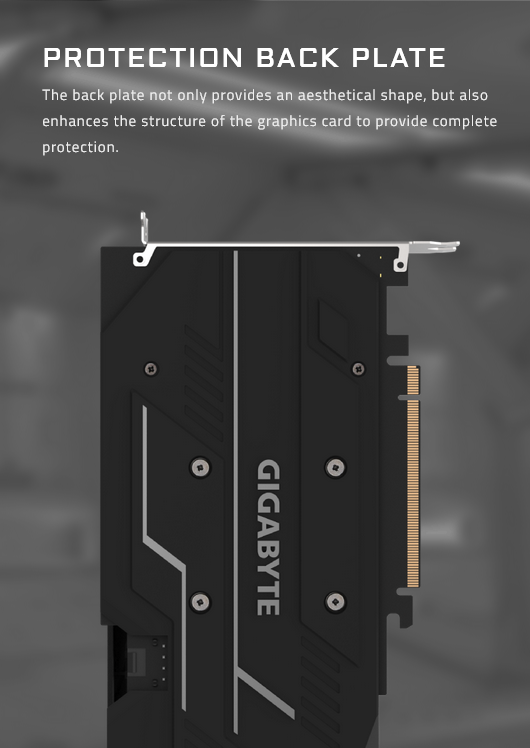 PROTECTION BACK PLATE
The back plate not only provides an aesthetical shape, but also
enhances the structure of the graphics card to provide complete
protection.
GIGABYTE